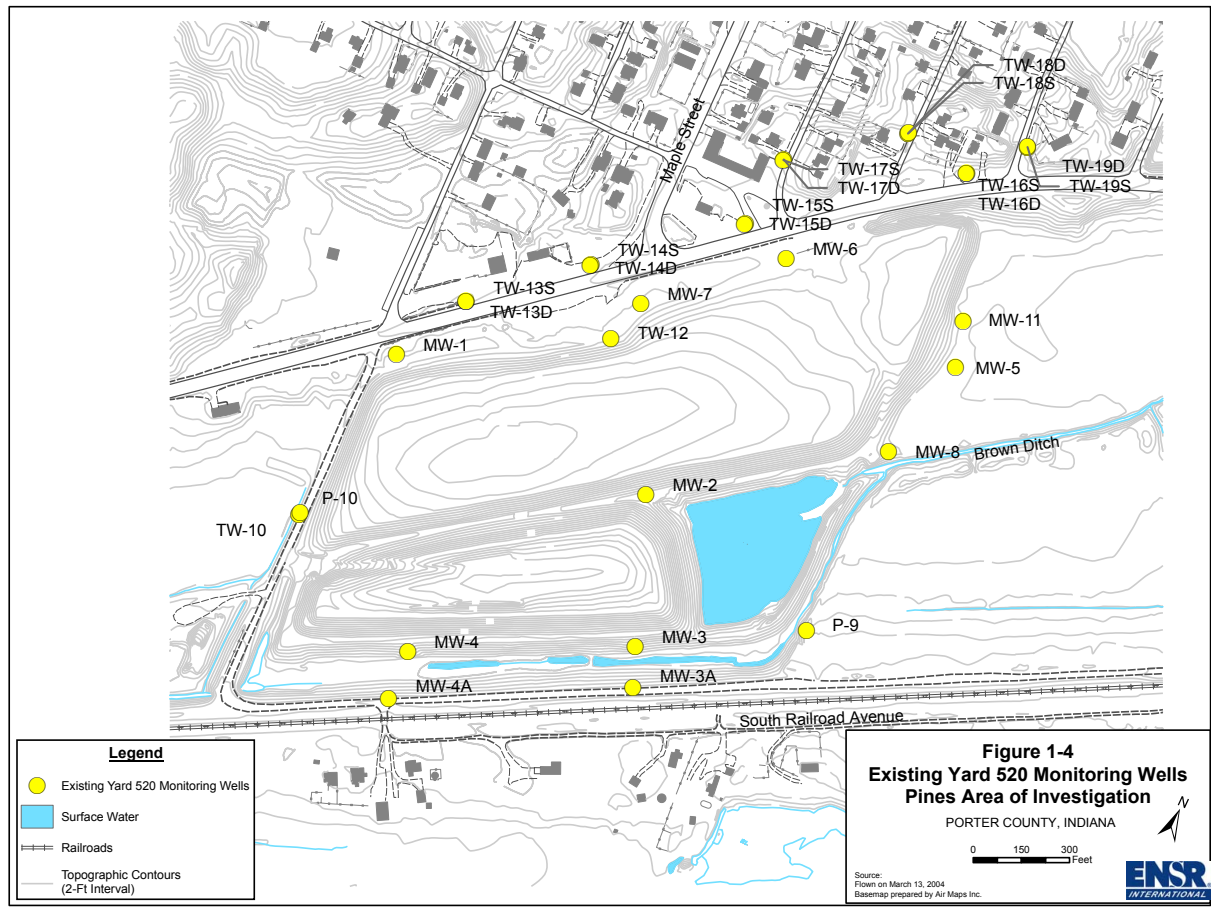 TW-18D
TW-18S
Maple Street
TW-17S
TW-17D
TW-19D
TW-16S
TW-19S
TW-16D
TW-15S
TW-15D
TW-14S
TW-14D
MW-6
TW-13S
TW-13D
MW-7
TW-12
MW-11
MW-1
MW-5
MW-8
Brown Ditch
MW-2
P-10
TW-10
P-9
MW-4
MW-3
MW-4A
MW-3A
South Railroad Avenue
Legend
Existing Yard 520 Monitoring Wells
Surface Water
Railroads
Topographic Contours
(2-Ft Interval)
Figure 1-4
Existing Yard 520 Monitoring Wells
Pines Area of Investigation
PORTER COUNTY, INDIANA
N
0 150 300
Feet
Source:
Flown on March 13, 2004
Basemap prepared by Air Maps Inc.
ENSR
INTERNATIONAL